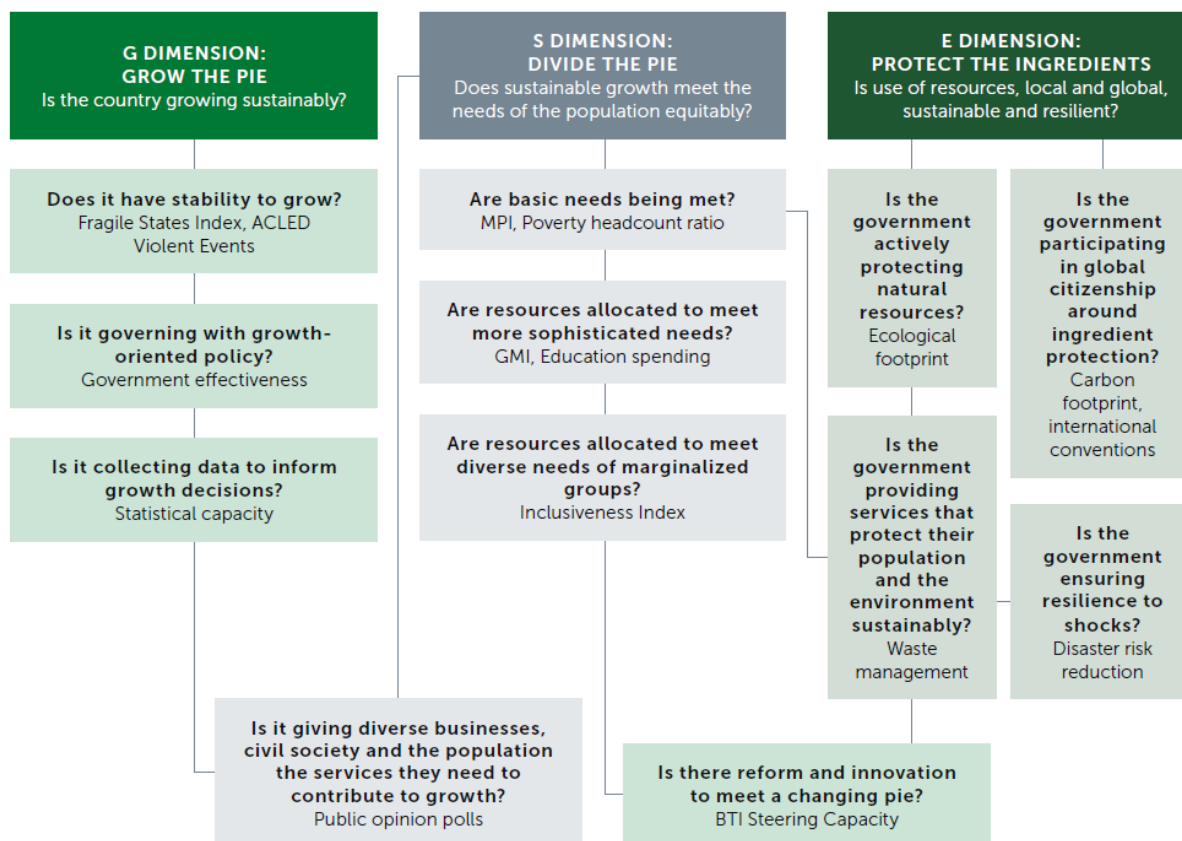 G DIMENSION:
GROW THE PIE
Is the country growing sustainably?
Does it have stability to grow?
Fragile States Index, ACLED
Violent Events
Is it governing with growth-
oriented policy?
Government effectiveness
Is it collecting data to inform
growth decisions?
Statistical capacity
Is it giving diverse businesses,
civil society and the population
the services they need to
contribute to growth?
Public opinion polls
S DIMENSION:
DIVIDE THE PIE
Does sustainable growth meet the
needs of the population equitably?
Are basic needs being met?
MPI, Poverty headcount ratio
Are resources allocated to meet
more sophisticated needs?
GMI, Education spending
Are resources allocated to meet
diverse needs of marginalized
groups?
Inclusiveness Index
Is there reform and innovation
to meet a changing pie?
BTI Steering Capacity
E DIMENSION:
PROTECT THE INGREDIENTS
Is use of resources, local and global,
sustainable and resilient?
Is the
government
actively
protecting
natural
resources?
Ecological
footprint
Is the
government
providing
services that
protect their
population
and the
environment
sustainably?
Waste
management
Is the
government
participating
in global
citizenship
around
ingredient
protection?
Carbon
footprint,
international
conventions
Is the
government
ensuring
resilience to
shocks?
Disaster risk
reduction